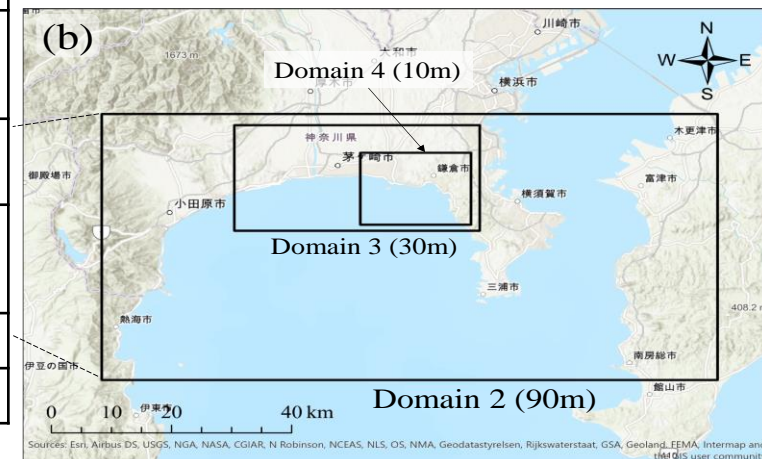 (b)
川崎市
N
W E
S
1673 m
大和市
Domain 4 (10m)
厚木市
横浜市
神奈川県
木更津市
茅ヶ崎市
鎌倉市
御殿場市
富津市
小田原市
横須賀市
Domain 3 (30m)
三浦市
408.2 m
熱海市
伊豆の国市
南房総市
Domain 2 (90m)
館山市
伊東市
0 10 20 40 km
Sources: Esri, Airbus DS, USGS, NGA, NASA, CGIAR, N Robinson, NCEAS, NLS, OS, NMA, Geodatastyrelsen, Rijkswaterstaat, GSA, Geoland, FEMA, Intermap and
the GIS user communit